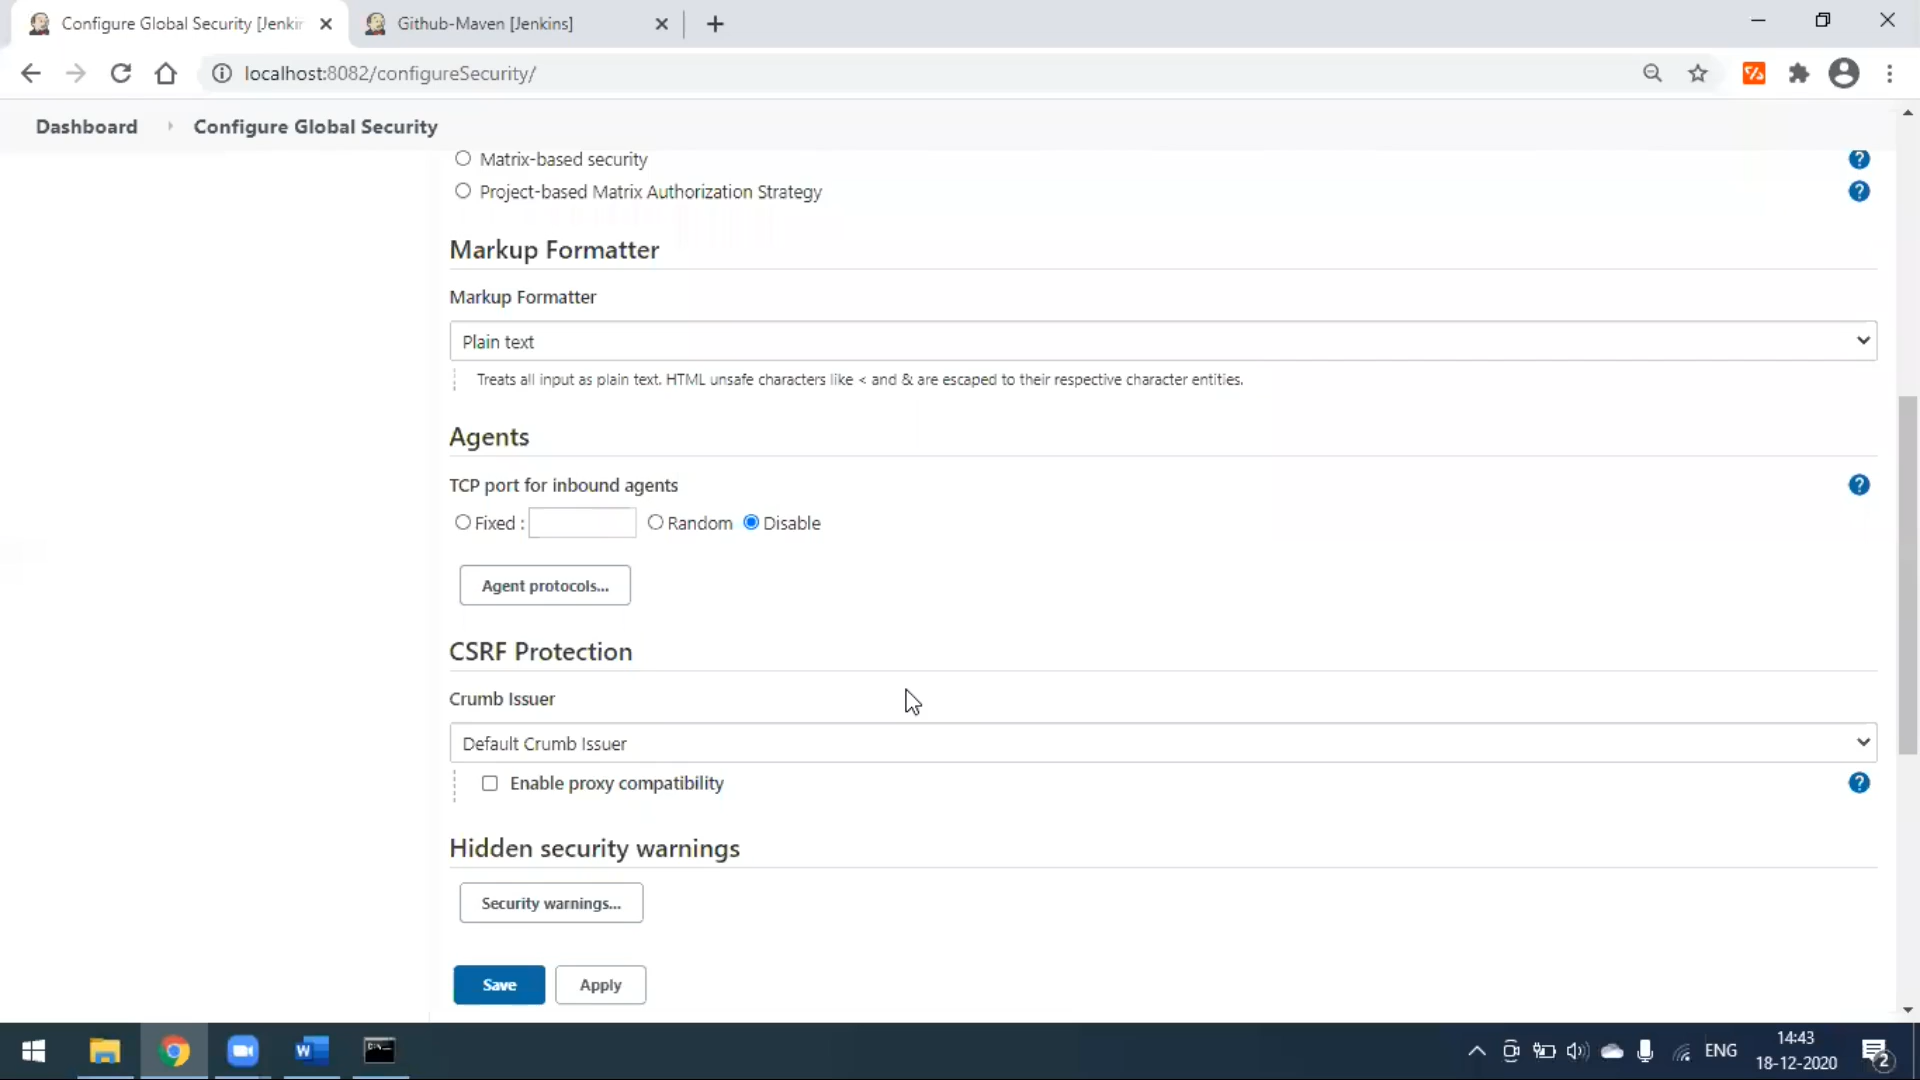 Configure Global Security [Jenkin
Github-Maven [Jenkins]
localhost:8082/configureSecurity/
Dashboard
Configure Global Security
Matrix-based security
?
Project-based Matrix Authorization Strategy
?
Markup Formatter
Markup Formatter
Plain text
Treats all input as plain text. HTML unsafe characters like < and & are escaped to their respective character entities.
Agents
TCP port for inbound agents
?
Fixed :
Random
Disable
Agent protocols...
CSRF Protection
Crumb Issuer
Default Crumb Issuer
Enable proxy compatibility
?
Hidden security warnings
Security warnings...
Save
Apply
W
C:\_
ENG
14:43
18-12-2020
2